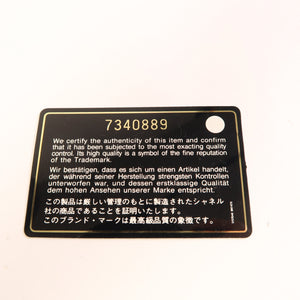 7340889
We certify the authenticity of this item and confirm
that it has been subjected to the most exacting quality
control. Its high quality is a symbol of the fine reputation
of the Trademark.
Wir bestätigen, dass es sich um einen Artikel handelt,
der während seiner Herstellung strengsten Kontrollen
unterworfen war, und dessen erstklassige Qualität
dem hohen Ansehen unserer Marke entspricht.
この製品は厳しい管理のもとに製造されたシャネル
社の商品であることを証明いたします。
このブランド・マークは最高級品質の象徴です。